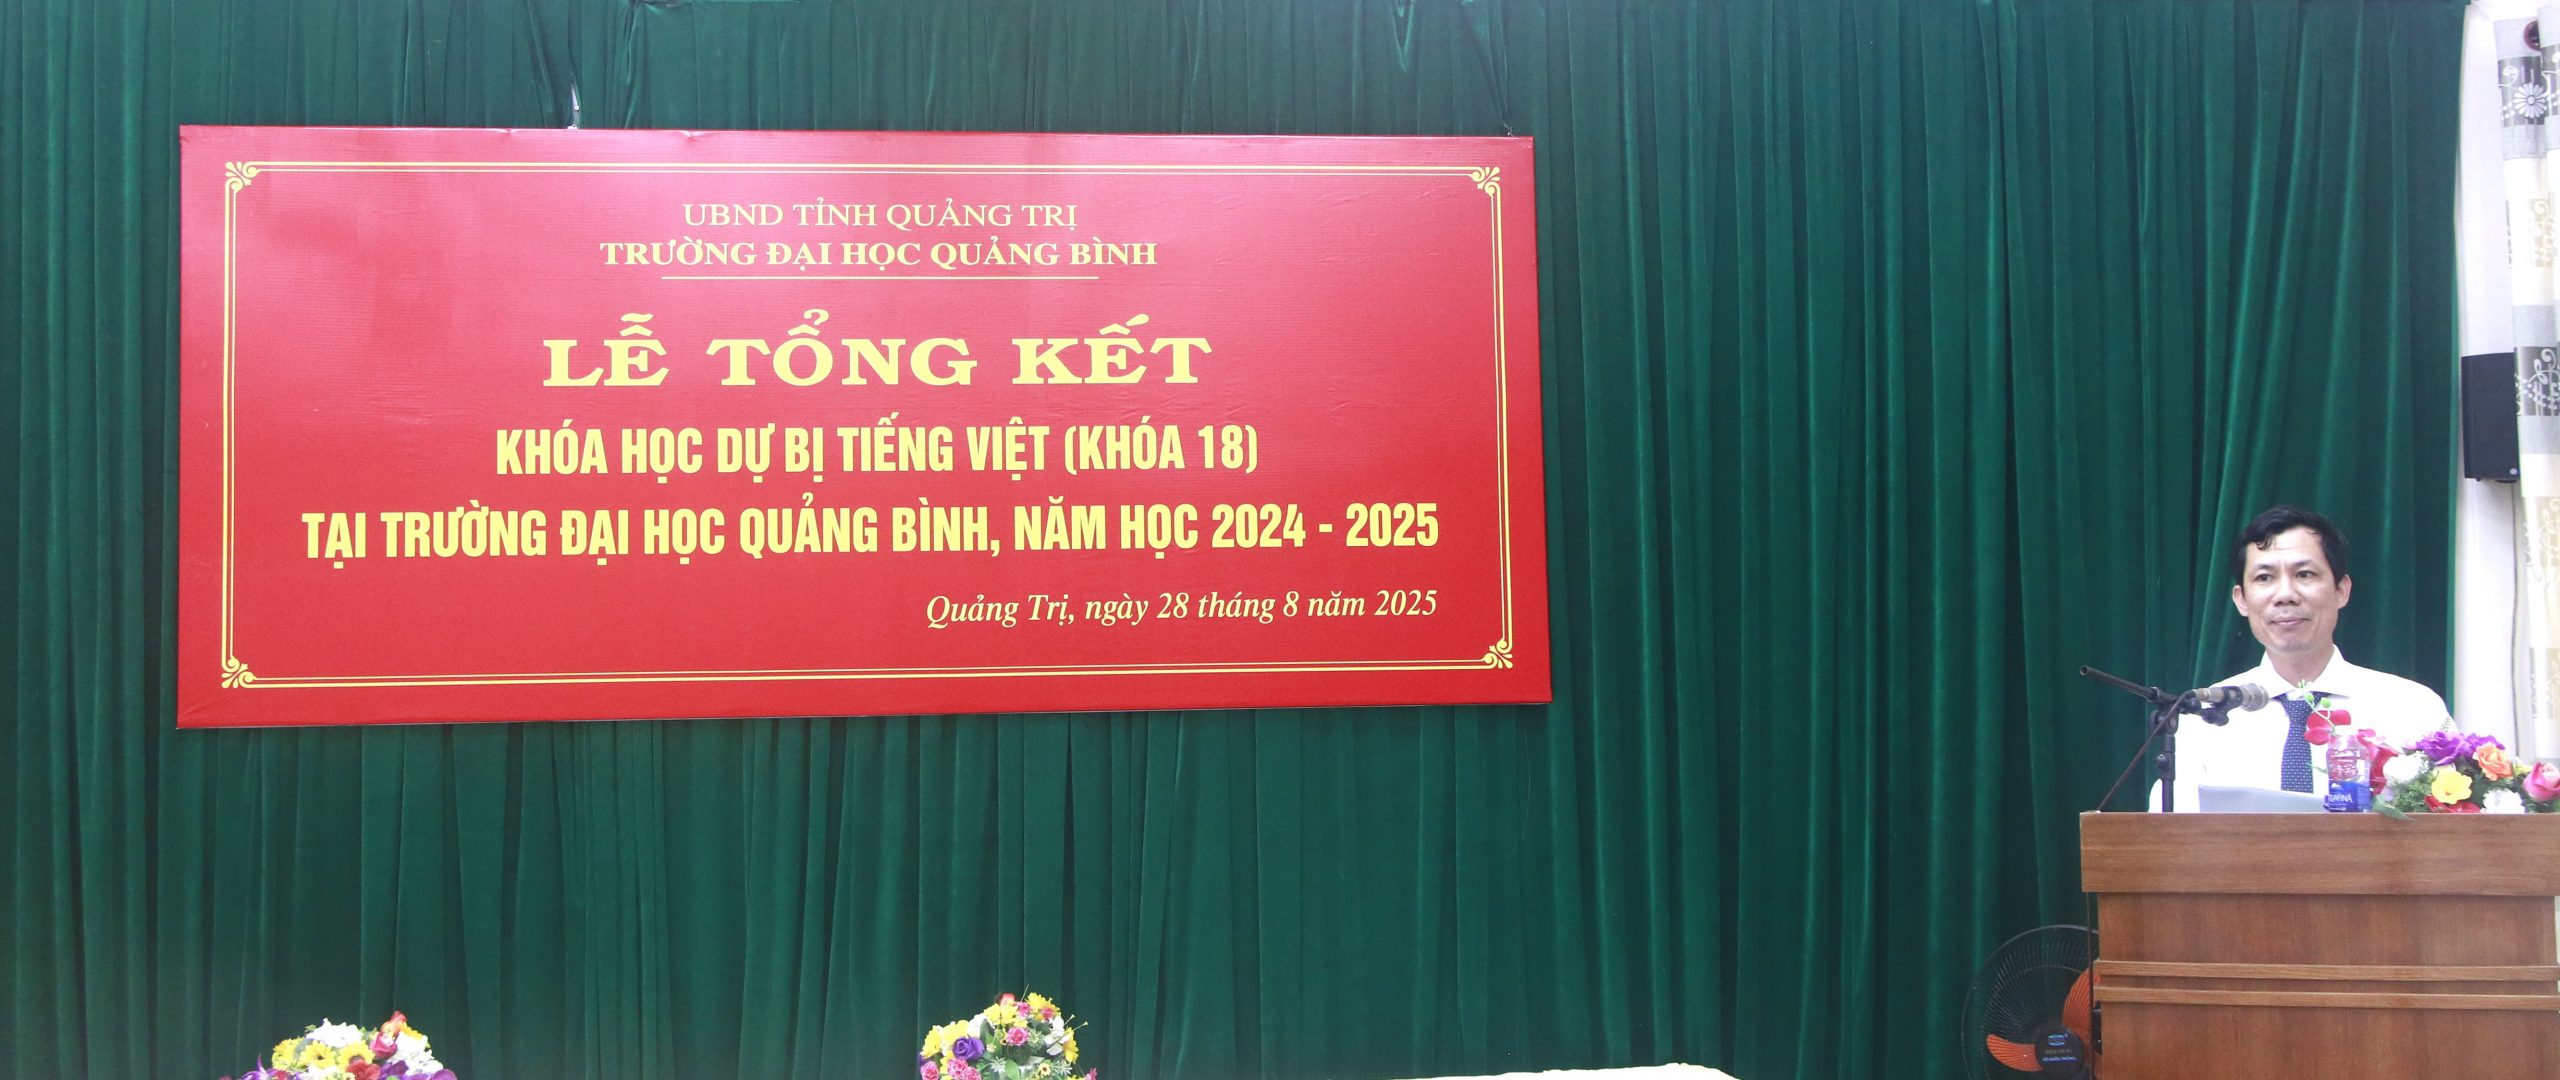 UBND TỈNH QUẢNG TRỊ
TRƯỜNG ĐẠI HỌC QUẢNG BÌNH
LỄ TỔNG KẾT
KHÓA HỌC DỰ BỊ TIẾNG VIỆT (KHÓA 18)
TẠI TRƯỜNG ĐẠI HỌC QUẢNG BÌNH, NĂM HỌC 2024 - 2025
Quảng Trị, ngày 28 tháng 8 năm 2025